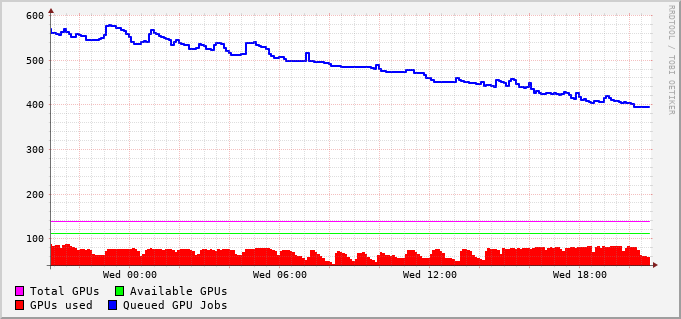 600
500
400
300
200
100
Wed 00:00 Wed 06:00 Wed 12:00 Wed 18:00
Total GPUs Available GPUs
GPUs used Queued GPU Jobs
RRDTOOL / TOBI OETIKER